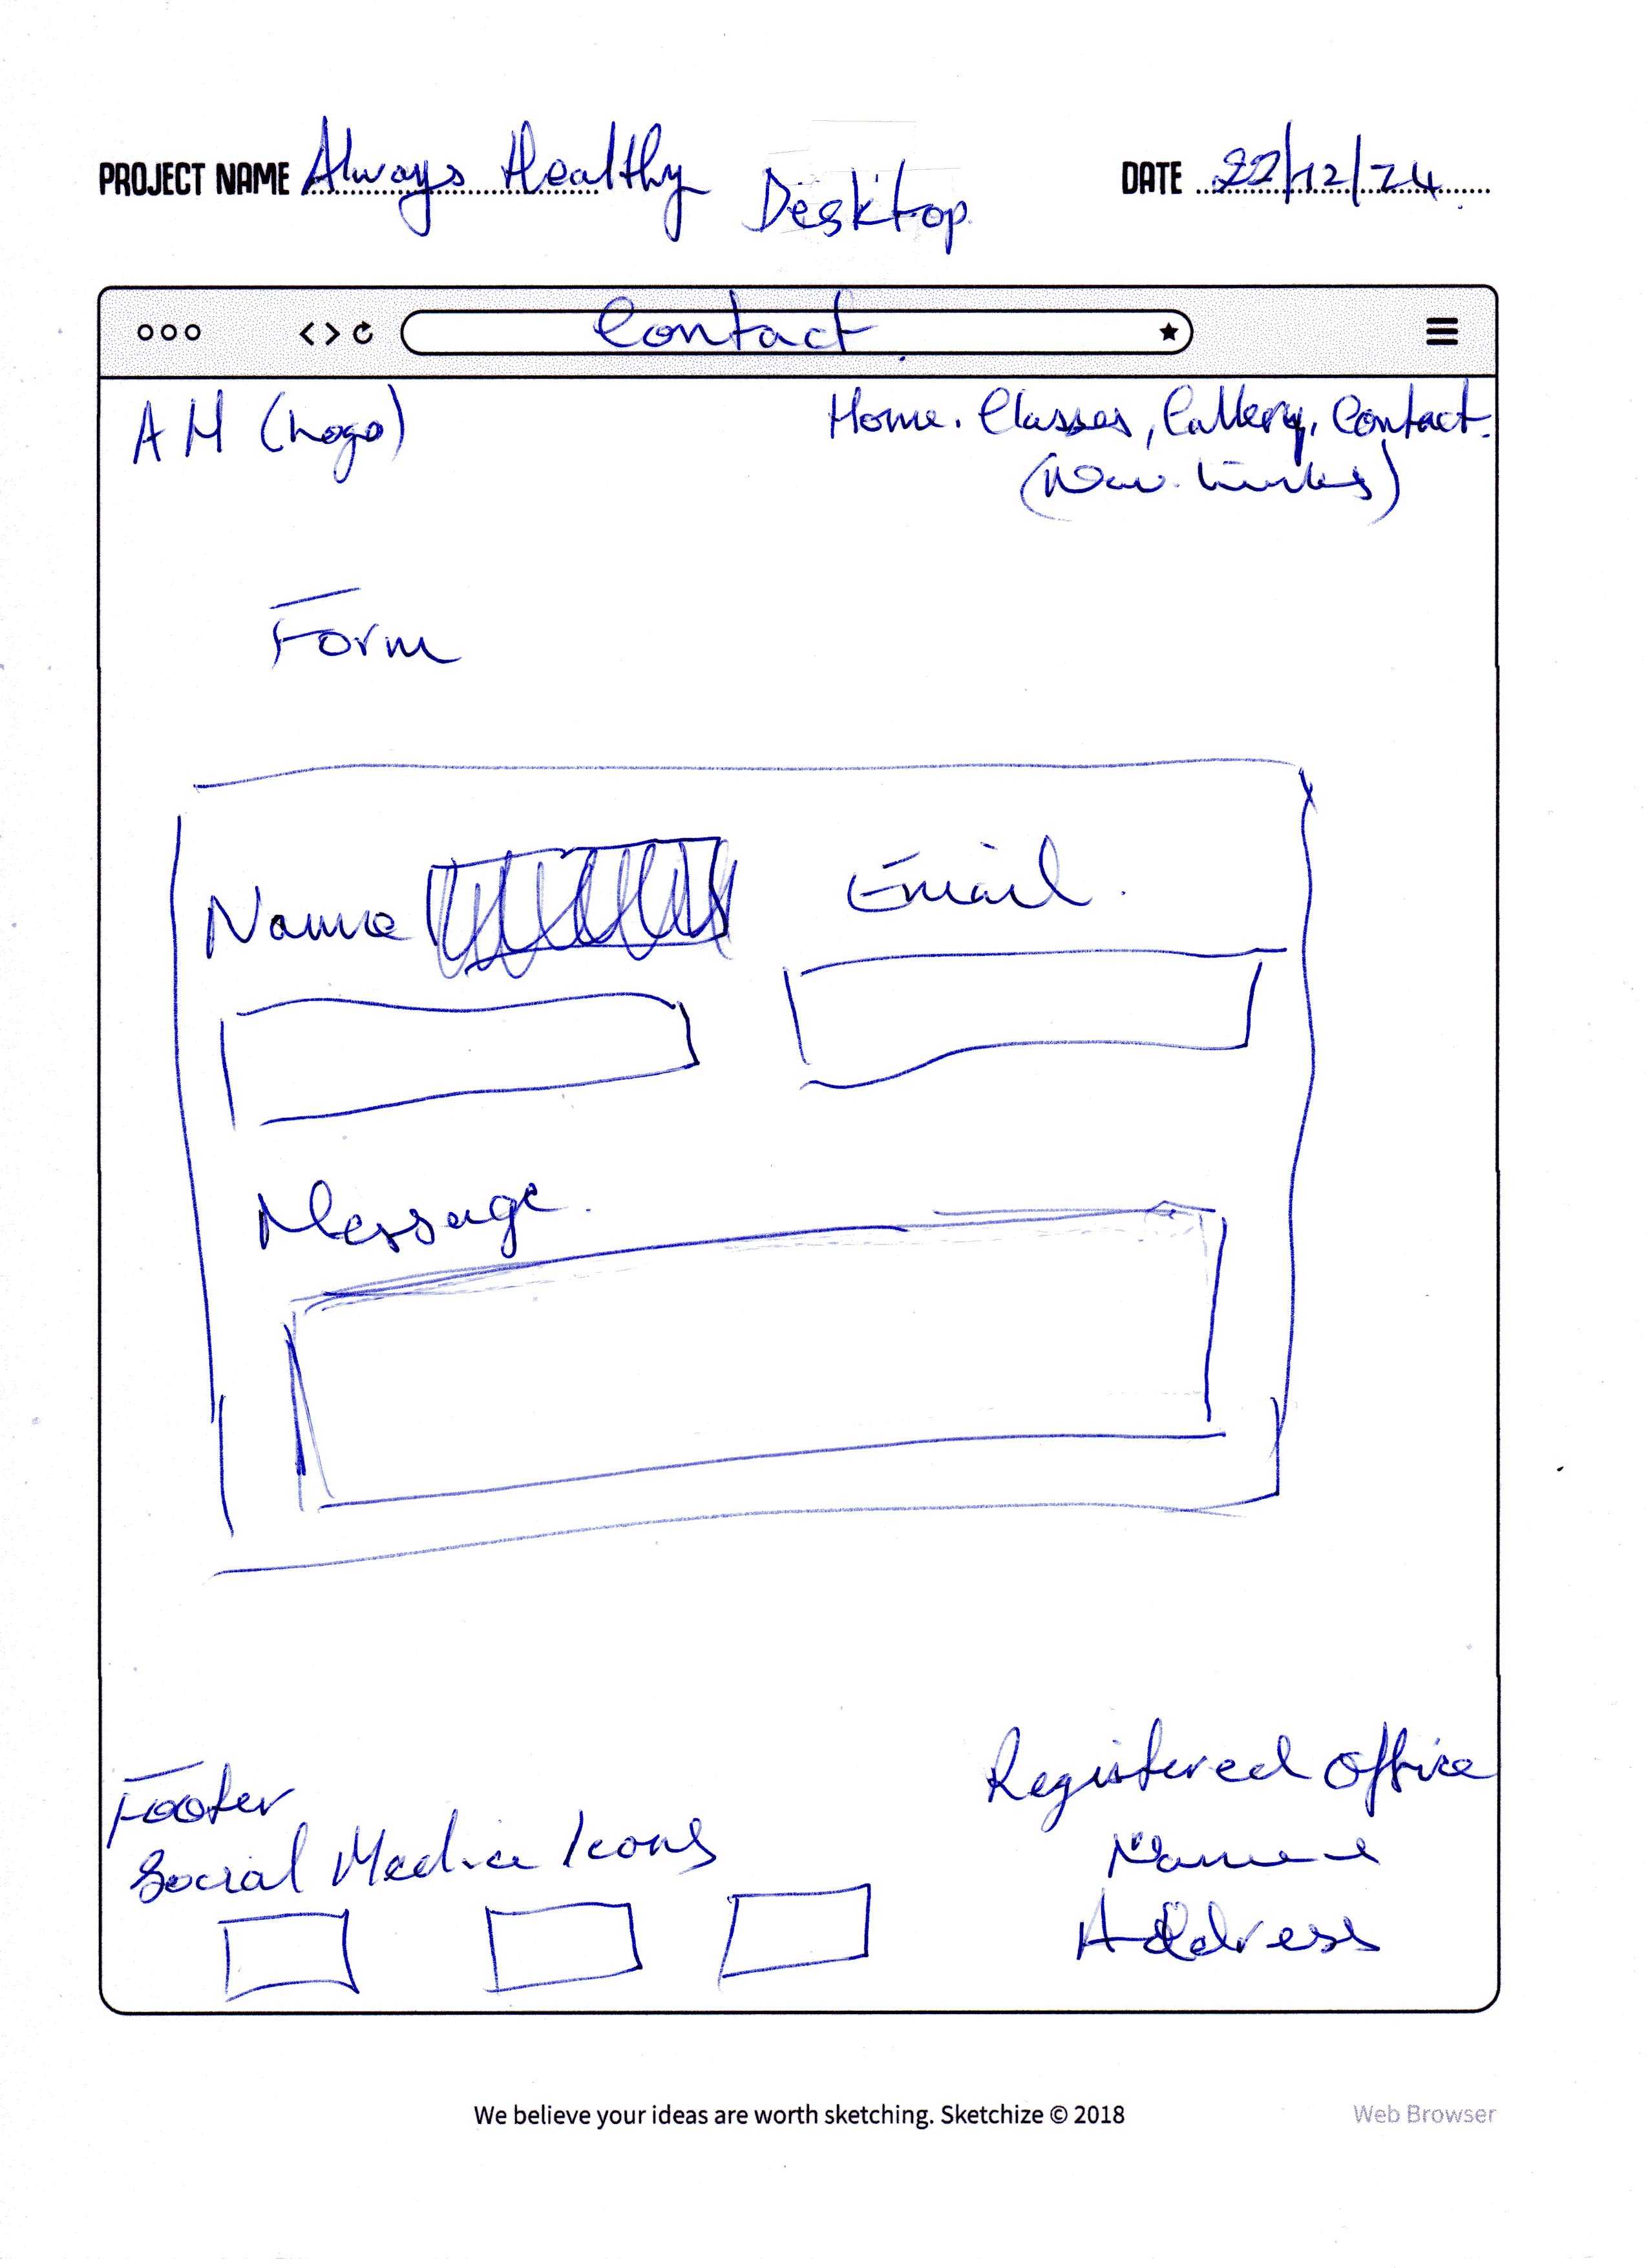 PROJECT NAME Always Healthy Desktop DATE 22/12/24
Contact
AH (Logo) Home. Classes, Gallery, Contact.
(Nav. Links)
Form
Name Email.
Message.
Footer Registered Office
Social Media Icons Name
Address
We believe your ideas are worth sketching. Sketchize © 2018 Web Browser